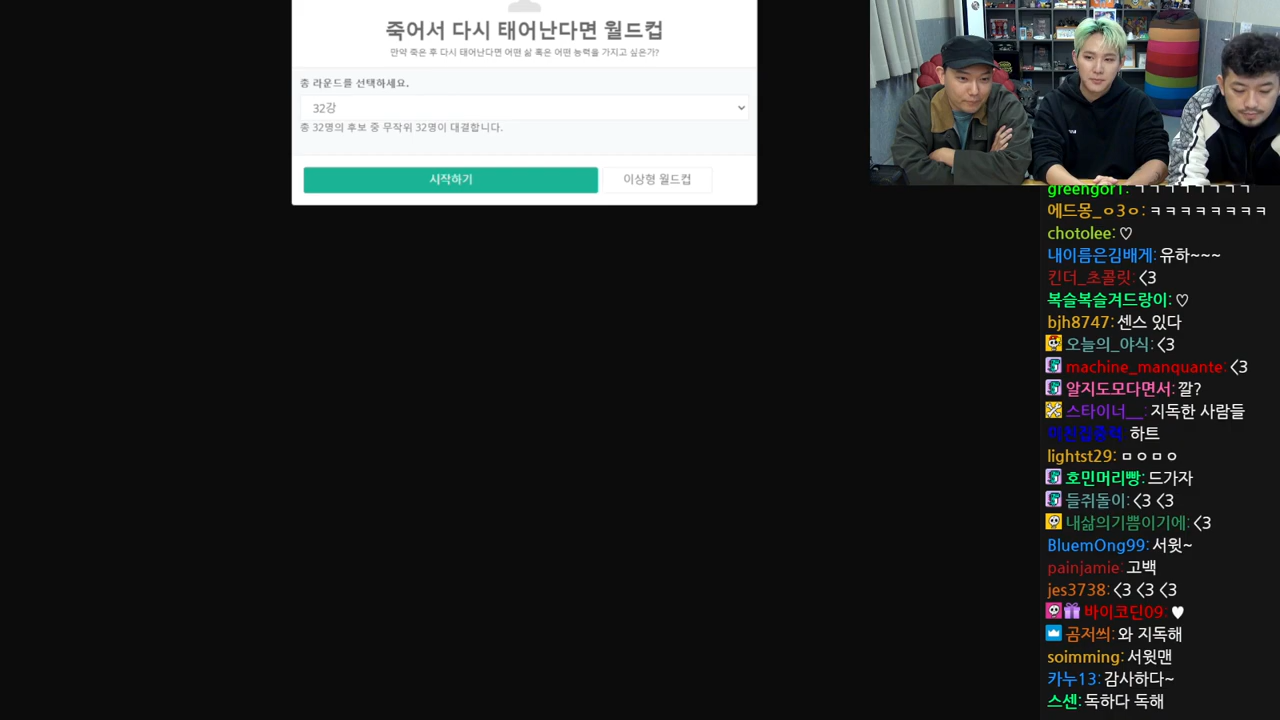 죽어서 다시 태어난다면 월드컵
만약 죽은 후 다시 태어난다면 어떤 삶 혹은 어떤 능력을 가지고 싶은가?
총 라운드를 선택하세요.
32강
총 32명의 후보 중 무작위 32명이 대결합니다.
시작하기
이상형 월드컵
greengor1: ㅋㅋㅋㅋㅋㅋㅋㅋ
에드몽_ㅇ3ㅇ: ㅋㅋㅋㅋㅋㅋㅋㅋ
chotolee: ♡
내이름은김배게: 유하~~~
킨더_초콜릿: <3
복슬복슬겨드랑이: ♡
bjh8747: 센스 있다
오늘의_야식: <3
machine_manquante: <3
알지도모다면서: 깔?
스타이너__: 지독한 사람들
미친집중력: 하트
lightst29: ㅁㅇㅁㅇ
호민머리빵: 드가자
들쥐돌이: <3 <3
내삶의기쁨이기에: <3
BluemOng99: 서윗~
painjamie: 고백
jes3738: <3 <3 <3
바이코딘09: ♥
곰저씌: 와 지독해
soimming: 서윗맨
카누13: 감사하다~
스센: 독하다 독해